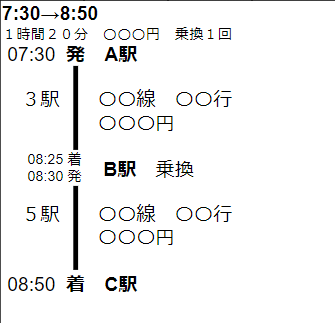 7:30→8:50
１時間２０分　○○○円　乗換１回
07:30 発 A駅
３駅 ○○線　○○行
○○○円
08:25 着
08:30 発 B駅 乗換
５駅 ○○線　○○行
○○○円
08:50 着 C駅